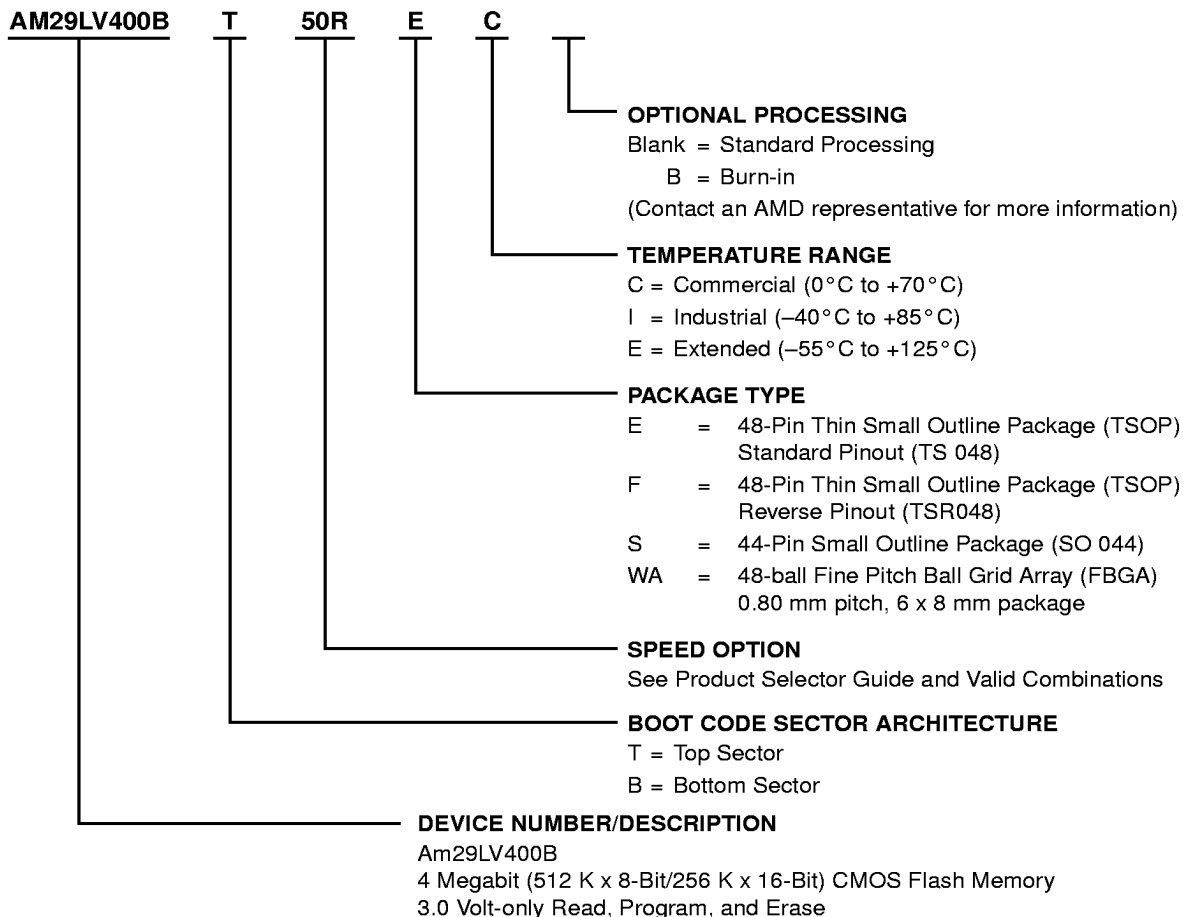 AM29LV400B T 50R E C
OPTIONAL PROCESSING
Blank = Standard Processing
B = Burn-in
(Contact an AMD representative for more information)
TEMPERATURE RANGE
C = Commercial (0°C to +70°C)
I = Industrial (–40°C to +85°C)
E = Extended (–55°C to +125°C)
PACKAGE TYPE
E = 48-Pin Thin Small Outline Package (TSOP)
Standard Pinout (TS 048)
F = 48-Pin Thin Small Outline Package (TSOP)
Reverse Pinout (TSR048)
S = 44-Pin Small Outline Package (SO 044)
WA = 48-ball Fine Pitch Ball Grid Array (FBGA)
0.80 mm pitch, 6 x 8 mm package
SPEED OPTION
See Product Selector Guide and Valid Combinations
BOOT CODE SECTOR ARCHITECTURE
T = Top Sector
B = Bottom Sector
DEVICE NUMBER/DESCRIPTION
Am29LV400B
4 Megabit (512 K x 8-Bit/256 K x 16-Bit) CMOS Flash Memory
3.0 Volt-only Read, Program, and Erase